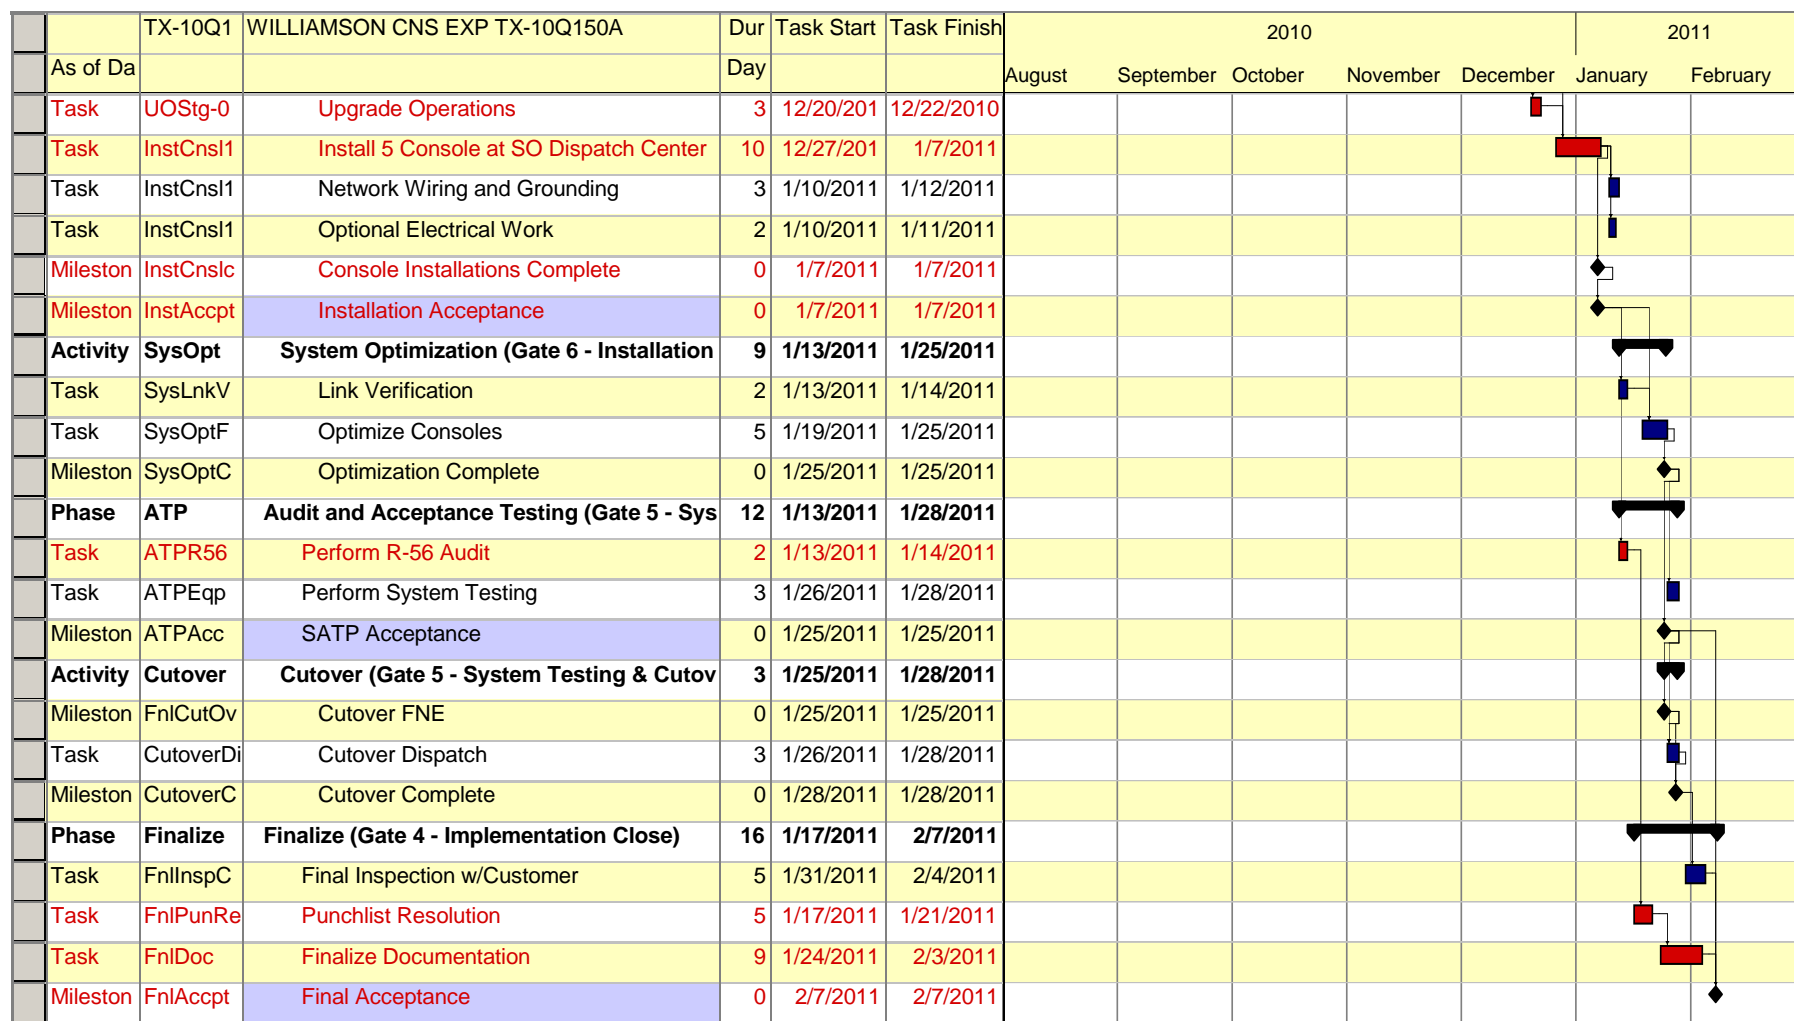 TX-10Q1 WILLIAMSON CNS EXP TX-10Q150A Dur Task Start Task Finish 2010 2011
As of Da Day August September October November December January February
Task UOStg-0 Upgrade Operations 3 12/20/201 12/22/2010
Task InstCnsl1 Install 5 Console at SO Dispatch Center 10 12/27/201 1/7/2011
Task InstCnsl1 Network Wiring and Grounding 3 1/10/2011 1/12/2011
Task InstCnsl1 Optional Electrical Work 2 1/10/2011 1/11/2011
Mileston InstCnslc Console Installations Complete 0 1/7/2011 1/7/2011
Mileston InstAccpt Installation Acceptance 0 1/7/2011 1/7/2011
Activity SysOpt System Optimization (Gate 6 - Installation 9 1/13/2011 1/25/2011
Task SysLnkV Link Verification 2 1/13/2011 1/14/2011
Task SysOptF Optimize Consoles 5 1/19/2011 1/25/2011
Mileston SysOptC Optimization Complete 0 1/25/2011 1/25/2011
Phase ATP Audit and Acceptance Testing (Gate 5 - Sys 12 1/13/2011 1/28/2011
Task ATPR56 Perform R-56 Audit 2 1/13/2011 1/14/2011
Task ATPEqp Perform System Testing 3 1/26/2011 1/28/2011
Mileston ATPAcc SATP Acceptance 0 1/25/2011 1/25/2011
Activity Cutover Cutover (Gate 5 - System Testing & Cutov 3 1/25/2011 1/28/2011
Mileston FnlCutOv Cutover FNE 0 1/25/2011 1/25/2011
Task CutoverDi Cutover Dispatch 3 1/26/2011 1/28/2011
Mileston CutoverC Cutover Complete 0 1/28/2011 1/28/2011
Phase Finalize Finalize (Gate 4 - Implementation Close) 16 1/17/2011 2/7/2011
Task FnlInspC Final Inspection w/Customer 5 1/31/2011 2/4/2011
Task FnlPunRe Punchlist Resolution 5 1/17/2011 1/21/2011
Task FnlDoc Finalize Documentation 9 1/24/2011 2/3/2011
Mileston FnlAccpt Final Acceptance 0 2/7/2011 2/7/2011